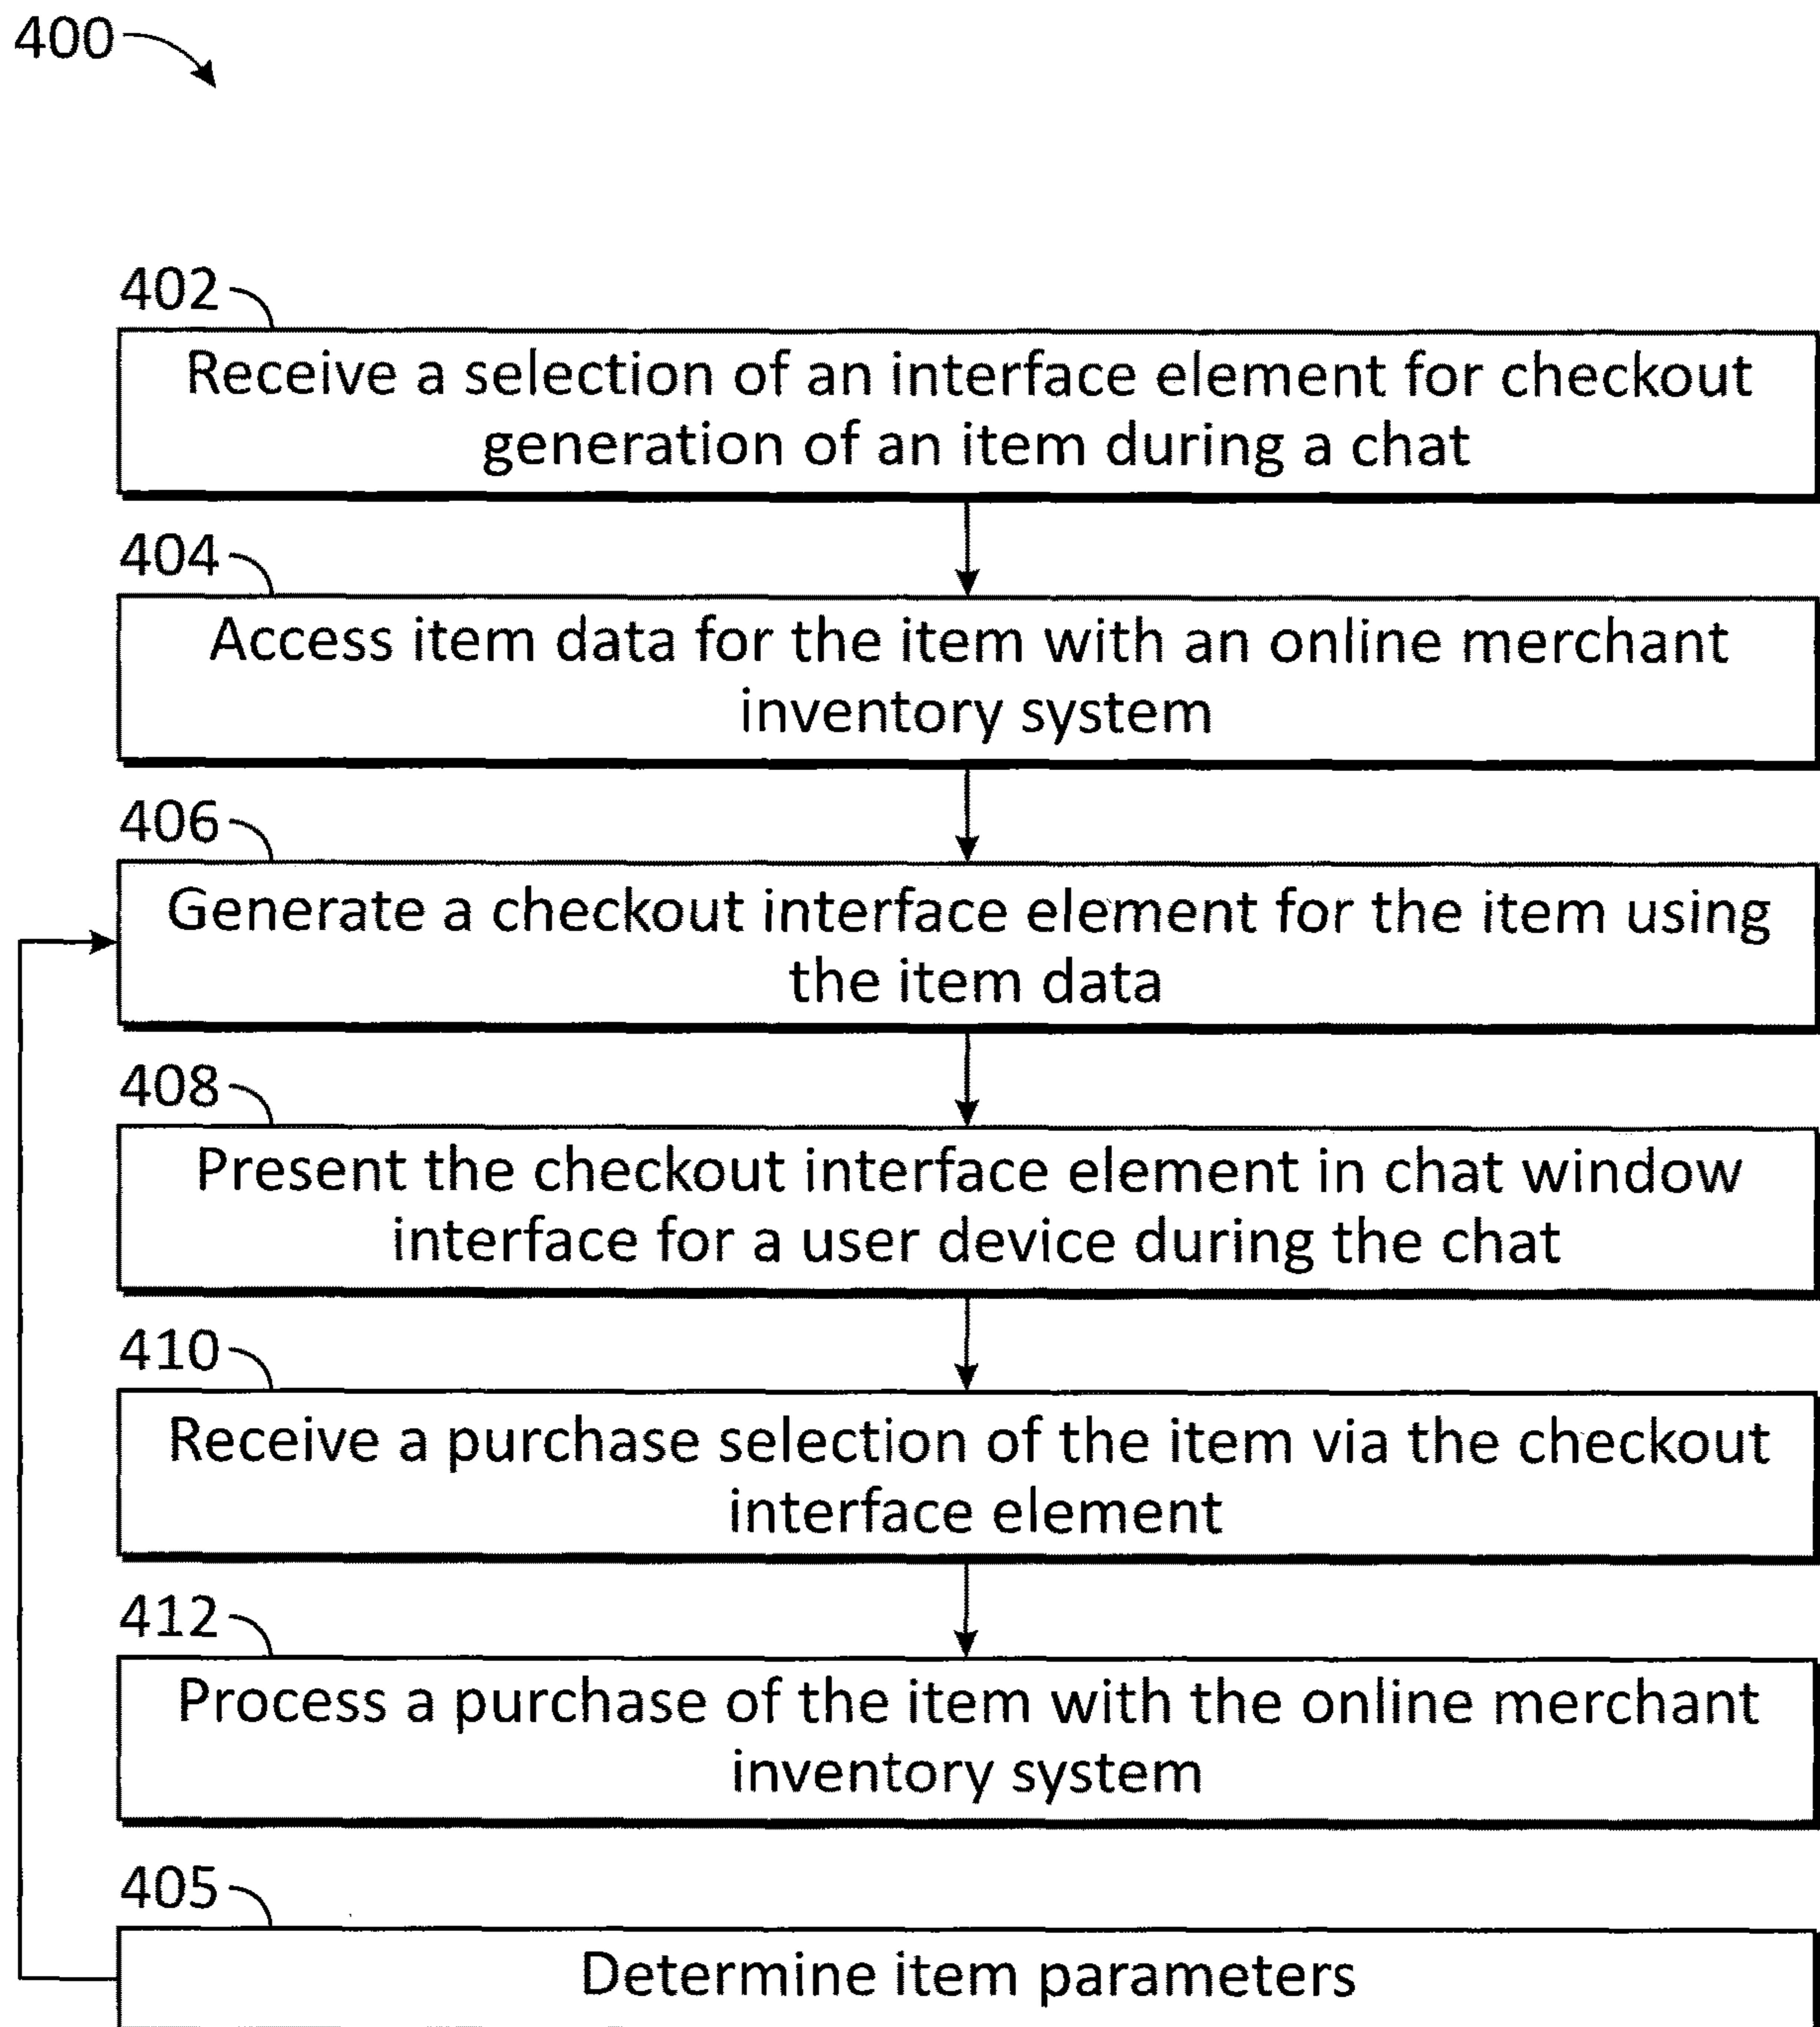 400
402
Receive a selection of an interface element for checkout
generation of an item during a chat
404
Access item data for the item with an online merchant
inventory system
406
Generate a checkout interface element for the item using
the item data
408
Present the checkout interface element in chat window
interface for a user device during the chat
410
Receive a purchase selection of the item via the checkout
interface element
412
Process a purchase of the item with the online merchant
inventory system
405
Determine item parameters